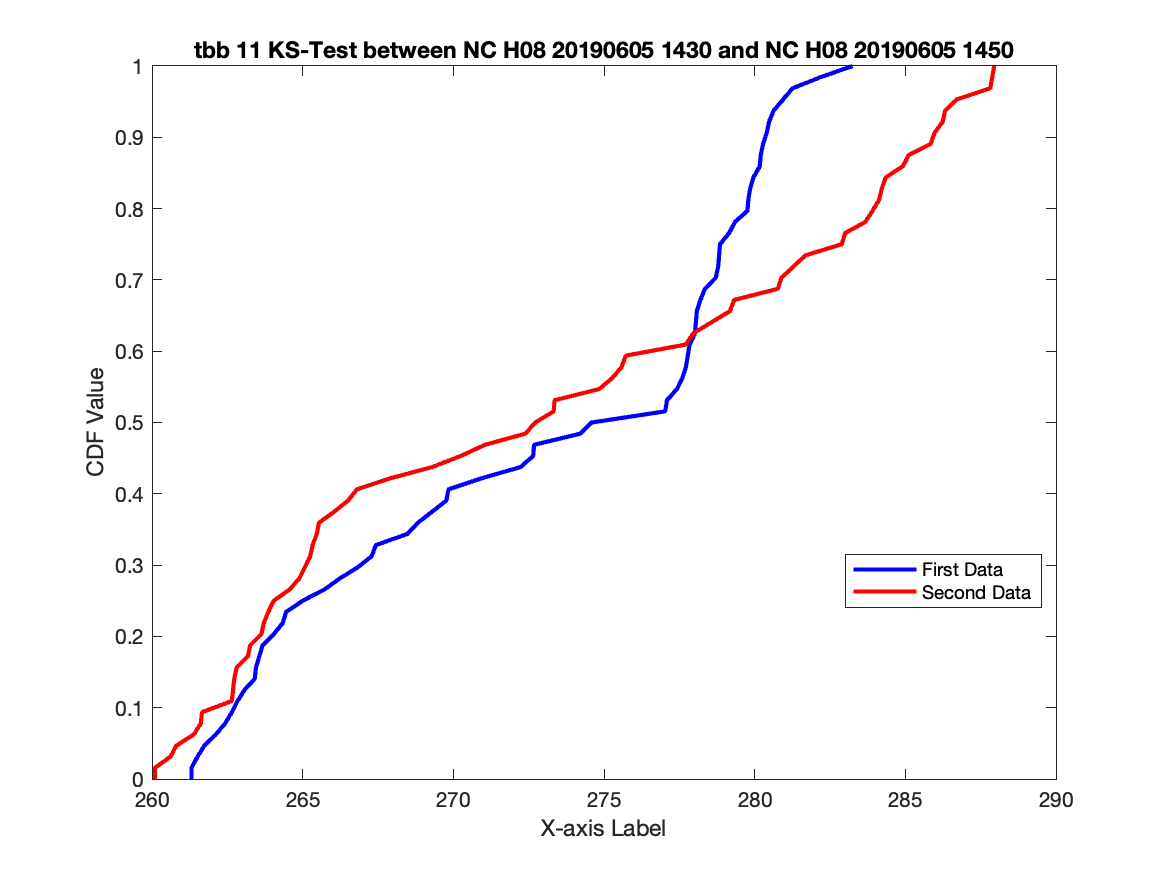 tbb 11 KS-Test between NC H08 20190605 1430 and NC H08 20190605 1450
1
0.9
0.8
0.7
0.6
0.5
0.4
0.3
0.2
0.1
0
CDF Value
First Data
Second Data
260 265 270 275 280 285 290
X-axis Label